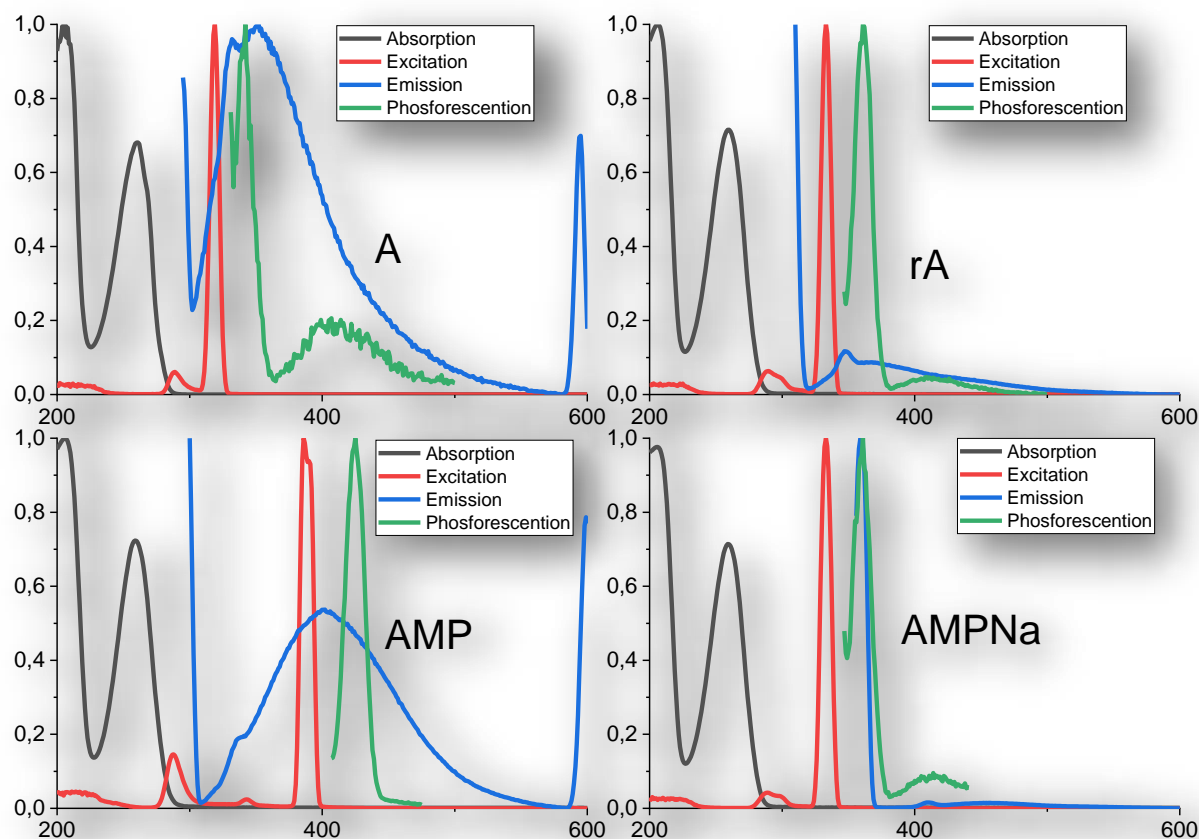 1,0
0,8
0,6
0,4
0,2
0,0
200
400
600
Absorption
Excitation
Emission
Phosforescention
A
1,0
0,8
0,6
0,4
0,2
0,0
200
400
600
Absorption
Excitation
Emission
Phosforescention
rA
1,0
0,8
0,6
0,4
0,2
0,0
200
400
600
Absorption
Excitation
Emission
Phosforescention
AMP
1,0
0,8
0,6
0,4
0,2
0,0
200
400
600
Absorption
Excitation
Emission
Phosforescention
AMPNa